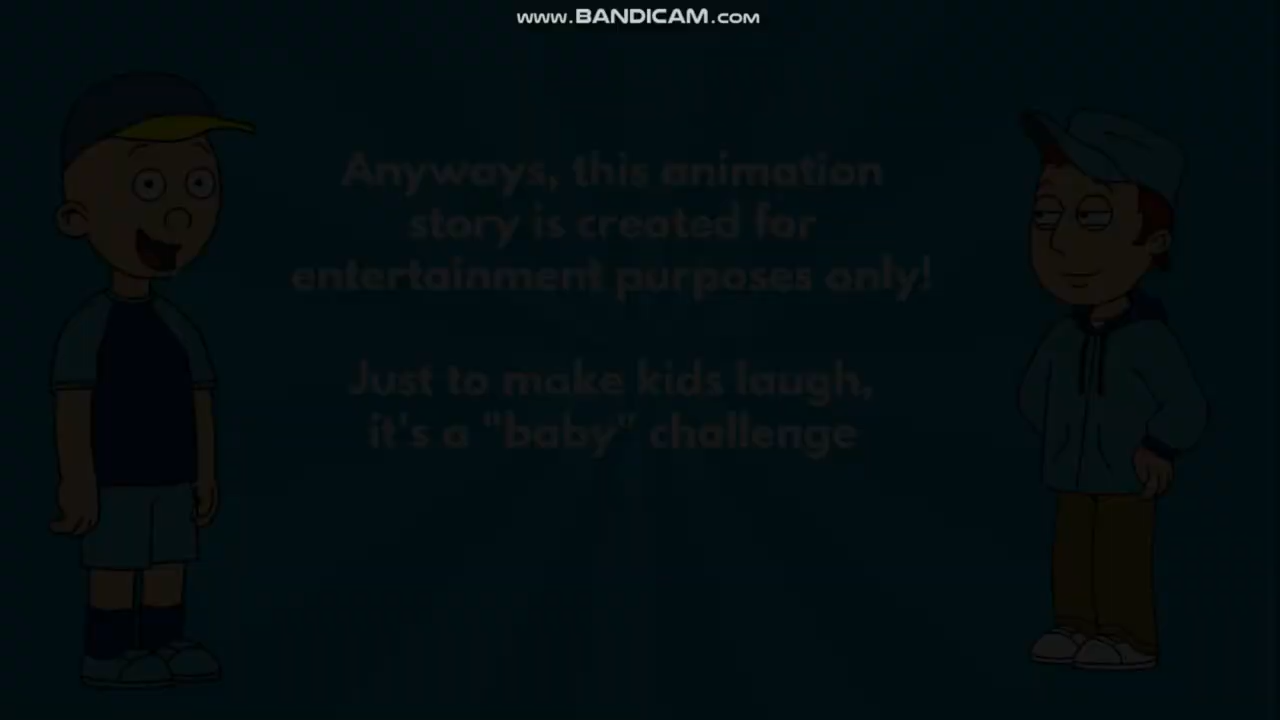 www.BANDICAM.com
Anyways, this animation
story is created for
entertainment purposes only!
Just to make kids laugh,
it's a "baby" challenge